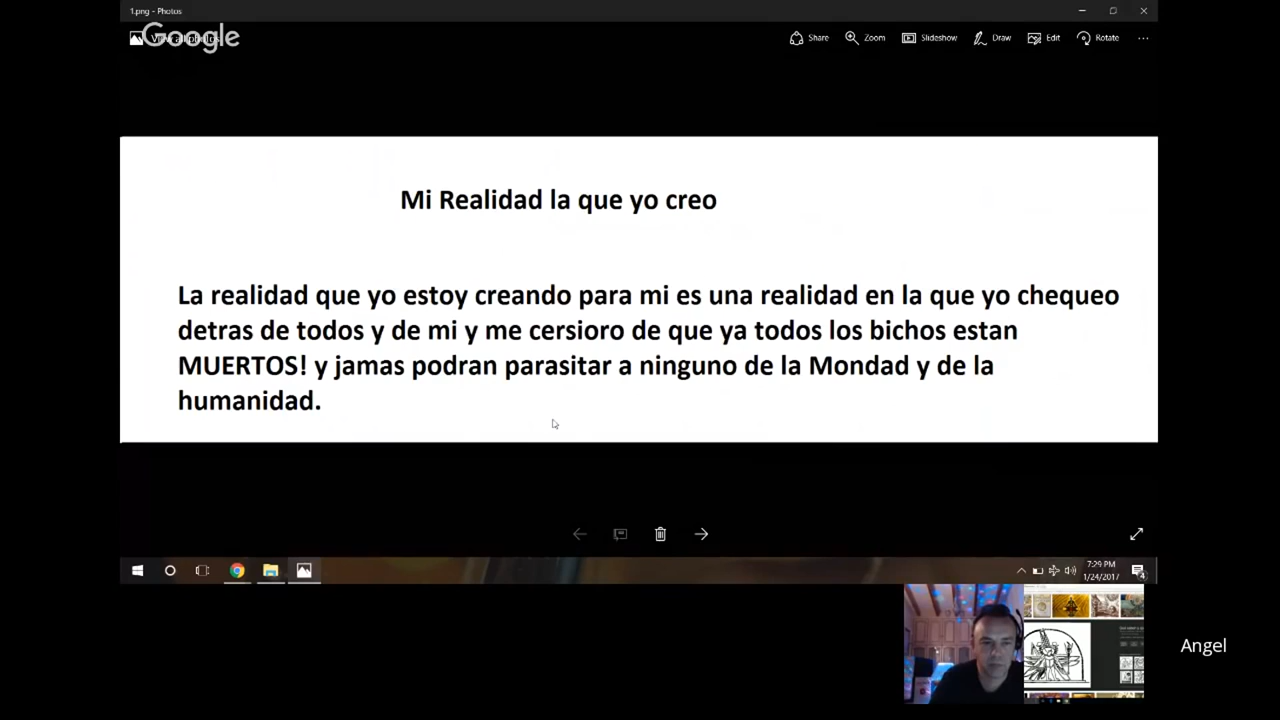 1.png - Photos
Google
Share
Zoom
Slideshow
Draw
Edit
Rotate
Mi Realidad la que yo creo
La realidad que yo estoy creando para mi es una realidad en la que yo chequeo
detras de todos y de mi y me cersioro de que ya todos los bichos estan
MUERTOS! y jamas podran parasitar a ninguno de la Mondad y de la
humanidad.
7:29 PM
1/24/2017
Angel